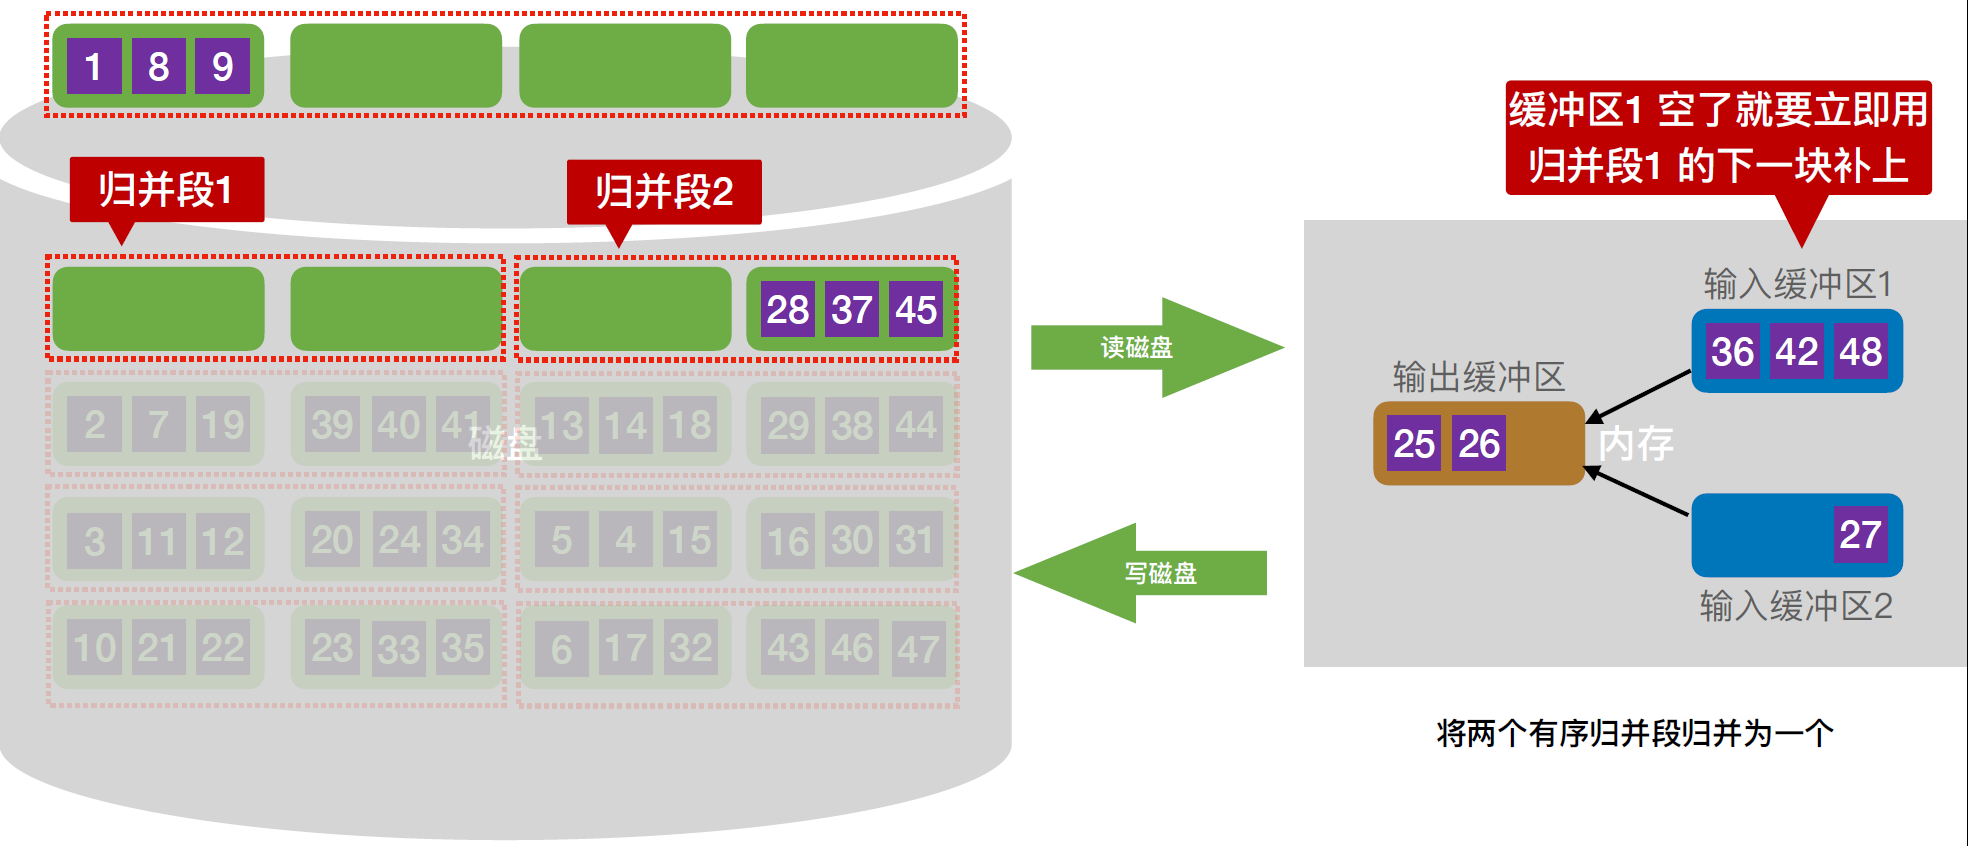 1 8 9
归并段1
归并段2
28 37 45
2 7 19
39 40 41
13 14 18
29 38 44
磁盘
3 11 12
20 24 34
5 4 15
16 30 31
10 21 22
23 33 35
6 17 32
43 46 47
读磁盘
写磁盘
缓冲区1 空了就要立即用
归并段1 的下一块补上
输入缓冲区1
36 42 48
输出缓冲区
25 26
内存
27
输入缓冲区2
将两个有序归并段归并为一个